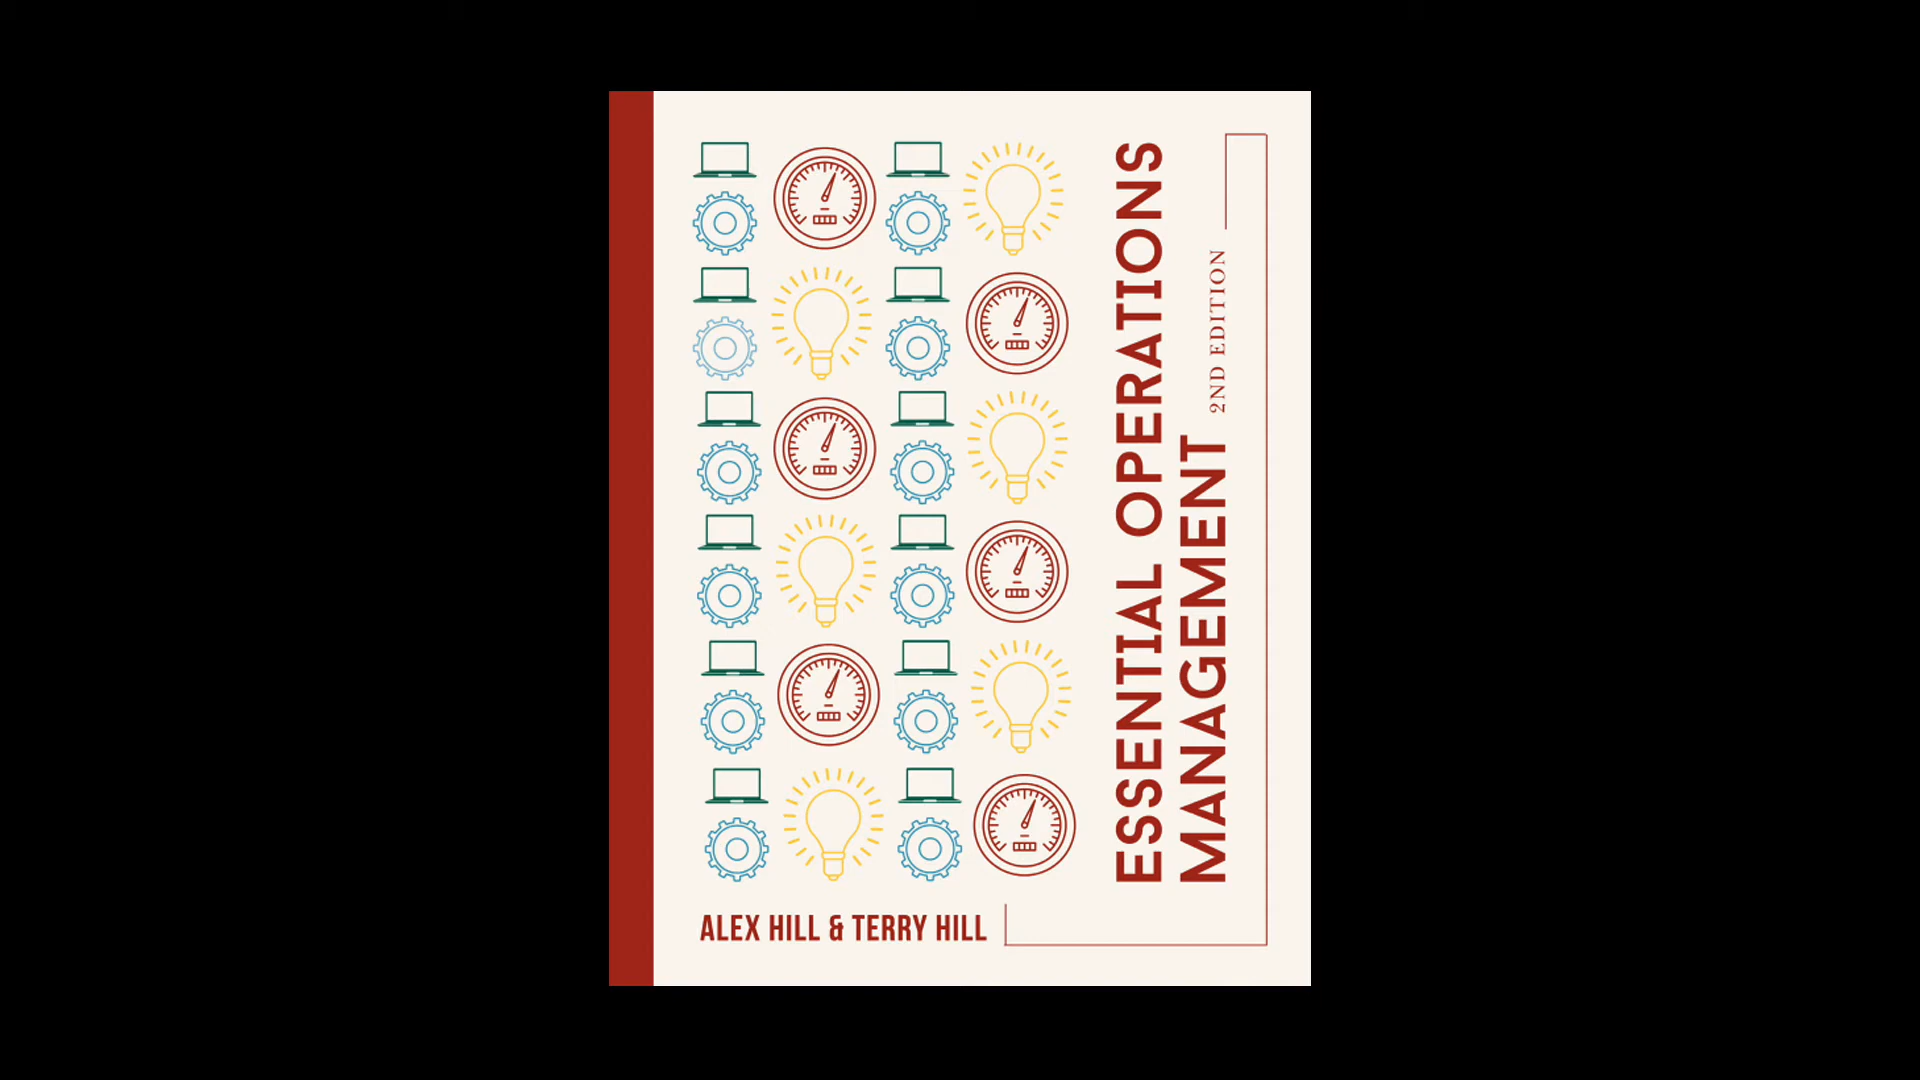 ESSENTIAL OPERATIONS
MANAGEMENT
2ND EDITION
ALEX HILL & TERRY HILL